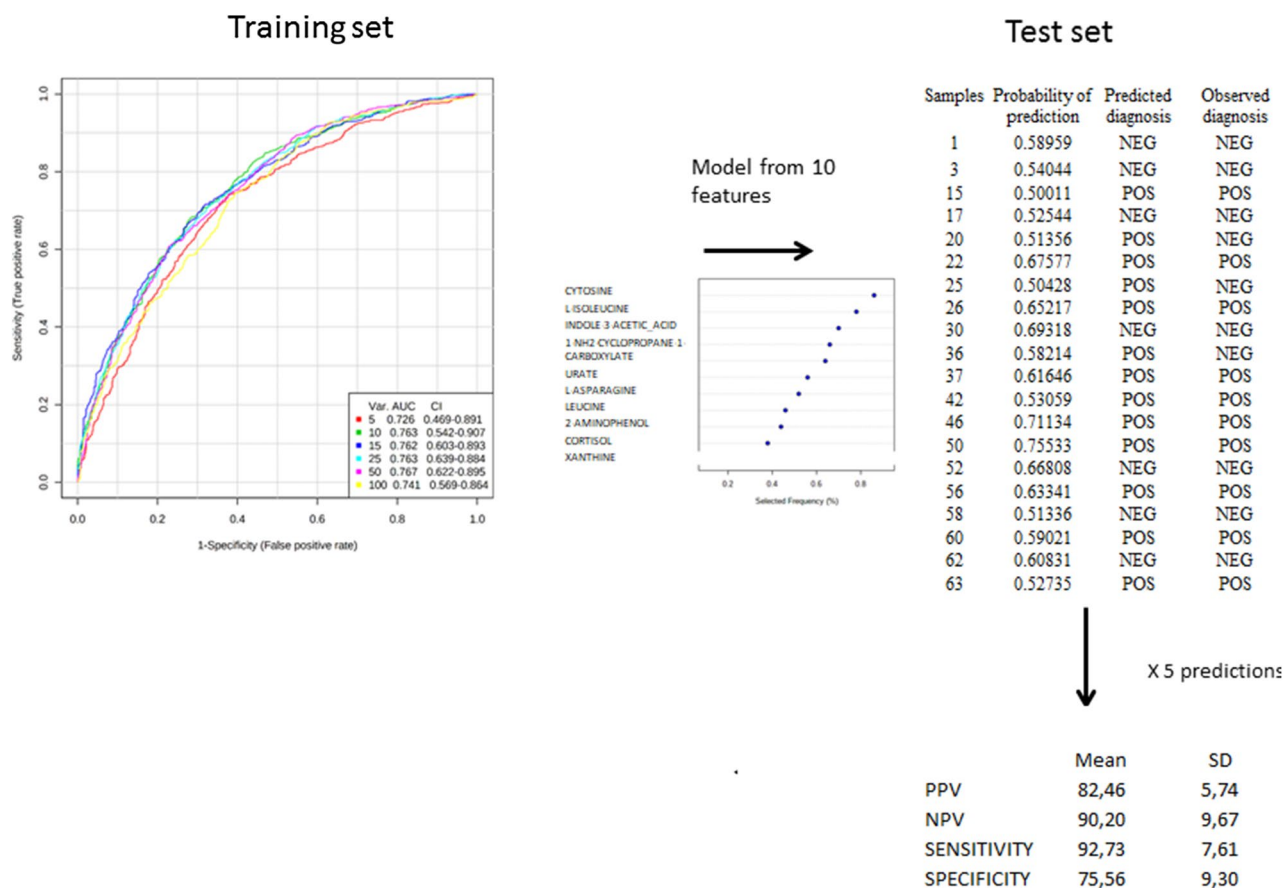 Training set
1.0
0.8
0.6
0.4
0.2
0.0
Sensitivity (True positive rate)
Var. AUC CI
5 0.726 0.469-0.891
10 0.763 0.542-0.907
15 0.762 0.603-0.893
25 0.763 0.639-0.884
50 0.767 0.622-0.895
100 0.741 0.569-0.864
0.0 0.2 0.4 0.6 0.8 1.0
1-Specificity (False positive rate)
Model from 10
features
CYTOSINE
L ISOLEUCINE
INDOLE 3 ACETIC_ACID
1 NH2 CYCLOPROPANE 1-
CARBOXYLATE
URATE
L ASPARAGINE
LEUCINE
2 AMINOPHENOL
CORTISOL
XANTHINE
0.2 0.4 0.6 0.8
Selected Frequency (%)
Test set
Samples Probability of Predicted Observed
prediction diagnosis diagnosis
1 0.58959 NEG NEG
3 0.54044 NEG NEG
15 0.50011 POS POS
17 0.52544 NEG NEG
20 0.51356 POS NEG
22 0.67577 POS POS
25 0.50428 POS NEG
26 0.65217 POS POS
30 0.69318 NEG NEG
36 0.58214 POS NEG
37 0.61646 POS POS
42 0.53059 POS POS
46 0.71134 POS POS
50 0.75533 POS POS
52 0.66808 NEG NEG
56 0.63341 POS POS
58 0.51336 NEG NEG
60 0.59021 POS POS
62 0.60831 NEG NEG
63 0.52735 POS POS
X 5 predictions
Mean SD
PPV 82,46 5,74
NPV 90,20 9,67
SENSITIVITY 92,73 7,61
SPECIFICITY 75,56 9,30